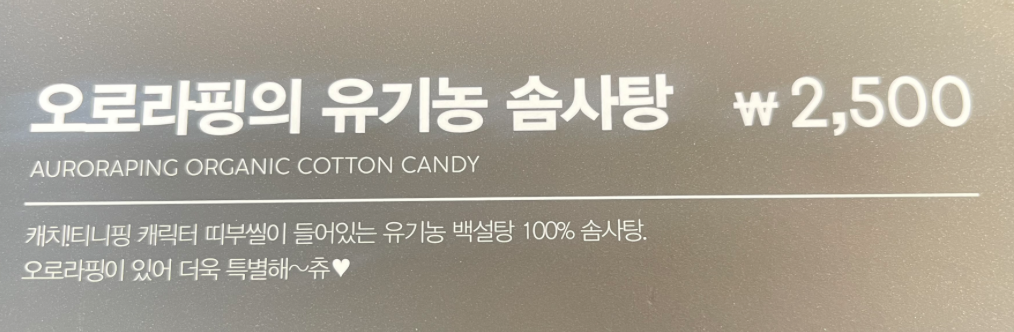 오로라핑의 유기농 솜사탕 ₩ 2,500
AURORAPING ORGANIC COTTON CANDY
캐치!티니핑 캐릭터 띠부씰이 들어있는 유기농 백설탕 100% 솜사탕.
오로라핑이 있어 더욱 특별해~츄♥